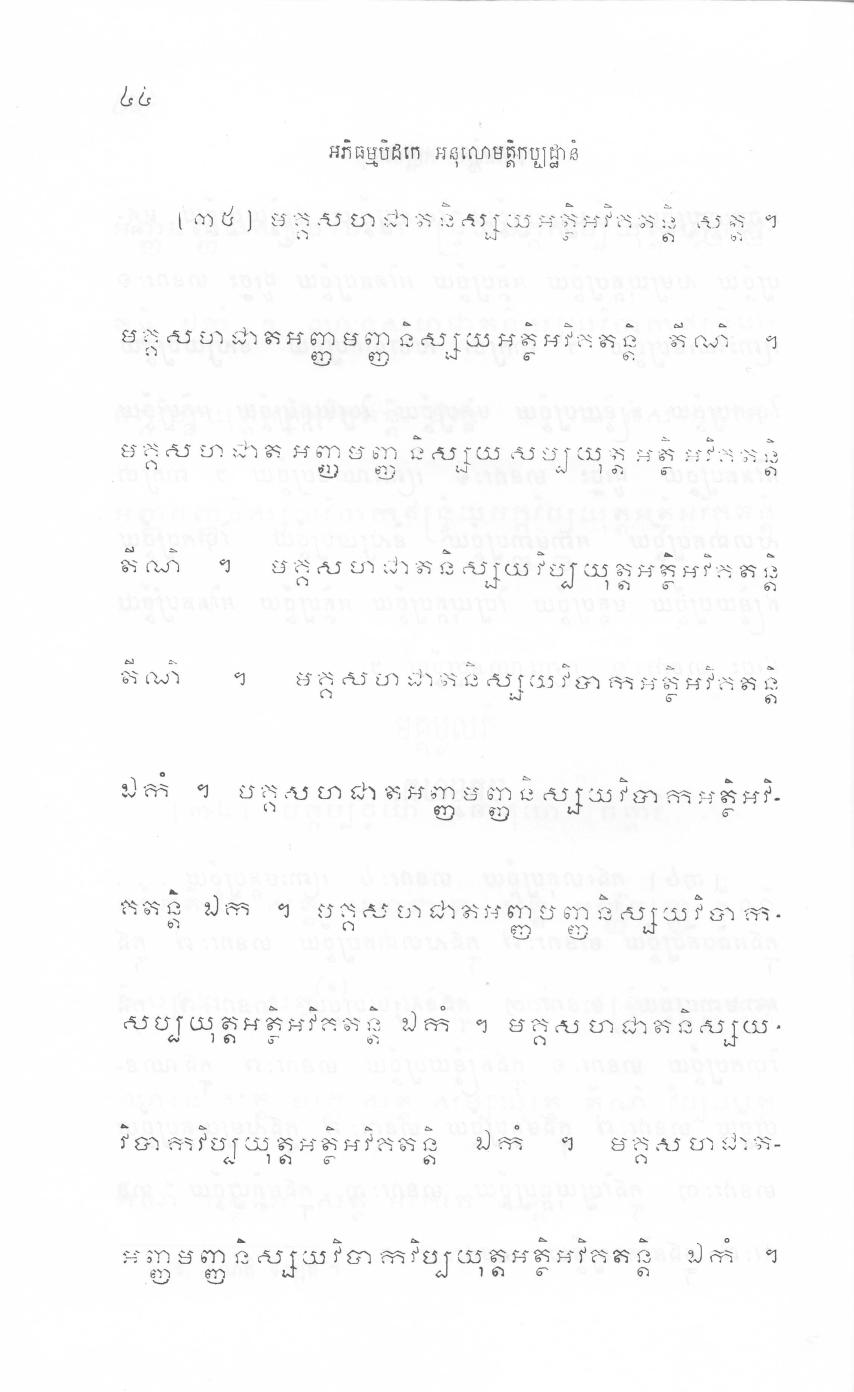 ៤៤
អភិធម្មបិដកេ អនុលោមត្តិកប្បដ្ឋានំ
(៣៥) មគ្គសហជាតនិស្សយអត្ថិអវិកតន្តិ សត្ត ។
មគ្គសហជាតអញ្ញមញ្ញនិស្សយអត្ថិអវិកតន្តិ តីណិ ។
មគ្គសហជាតអញ្ញមញ្ញនិស្សយសប្បយុត្តអត្ថិអវិកតន្តិ
តីណិ ។ មគ្គសហជាតនិស្សយវិប្បយុត្តអត្ថិអវិកតន្តិ
តីណិ ។ មគ្គសហជាតនិស្សយវិបាកអត្ថិអវិកតន្តិ
ឯកំ ។ មគ្គសហជាតអញ្ញមញ្ញនិស្សយវិបាកអត្ថិអវិ-
កតន្តិ ឯកំ ។ មគ្គសហជាតអញ្ញមញ្ញនិស្សយវិបាក-
សប្បយុត្តអត្ថិអវិកតន្តិ ឯកំ ។ មគ្គសហជាតនិស្សយ-
វិបាកវិប្បយុត្តអត្ថិអវិកតន្តិ ឯកំ ។ មគ្គសហជាត-
អញ្ញមញ្ញនិស្សយវិបាកវិប្បយុត្តអត្ថិអវិកតន្តិ ឯកំ ។